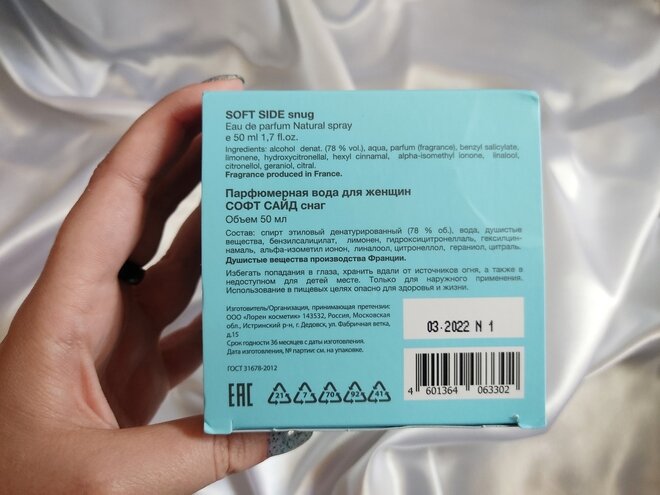 SOFT SIDE snug
Eau de parfum Natural spray
e 50 ml 1,7 fl.oz.
Ingredients: alcohol denat. (78 % vol.), aqua, parfum (fragrance), benzyl salicylate,
limonene, hydroxycitronellal, hexyl cinnamal, alpha-isomethyl ionone, linalool,
citronellol, geraniol, citral.
Fragrance produced in France.
Парфюмерная вода для женщин
СОФТ САЙД снаг
Объем 50 мл
Состав: спирт этиловый денатурированный (78 % об.), вода, душистые
вещества, бензилсалицилат, лимонен, гидроксицитронеллаль, гексилцин-
намаль, альфа-изометил ионон, линалоол, цитронеллол, гераниол, цитраль.
Душистые вещества производства Франции.
Избегать попадания в глаза, хранить вдали от источников огня, а также в
недоступном для детей месте. Только для наружного применения.
Использование в пищевых целях опасно для здоровья и жизни.
Изготовитель/Организация, принимающая претензии:
ООО «Лорен косметик» 143532, Россия, Московская
обл., Истринский р-н, г. Дедовск, ул. Фабричная ветка,
д.15
Срок годности 36 месяцев с даты изготовления.
Дата изготовления, № партии: см. на упаковке.
03·2022 N 1
ГОСТ 31678-2012
EAC
21 7 70 92 41
4 601364 063302